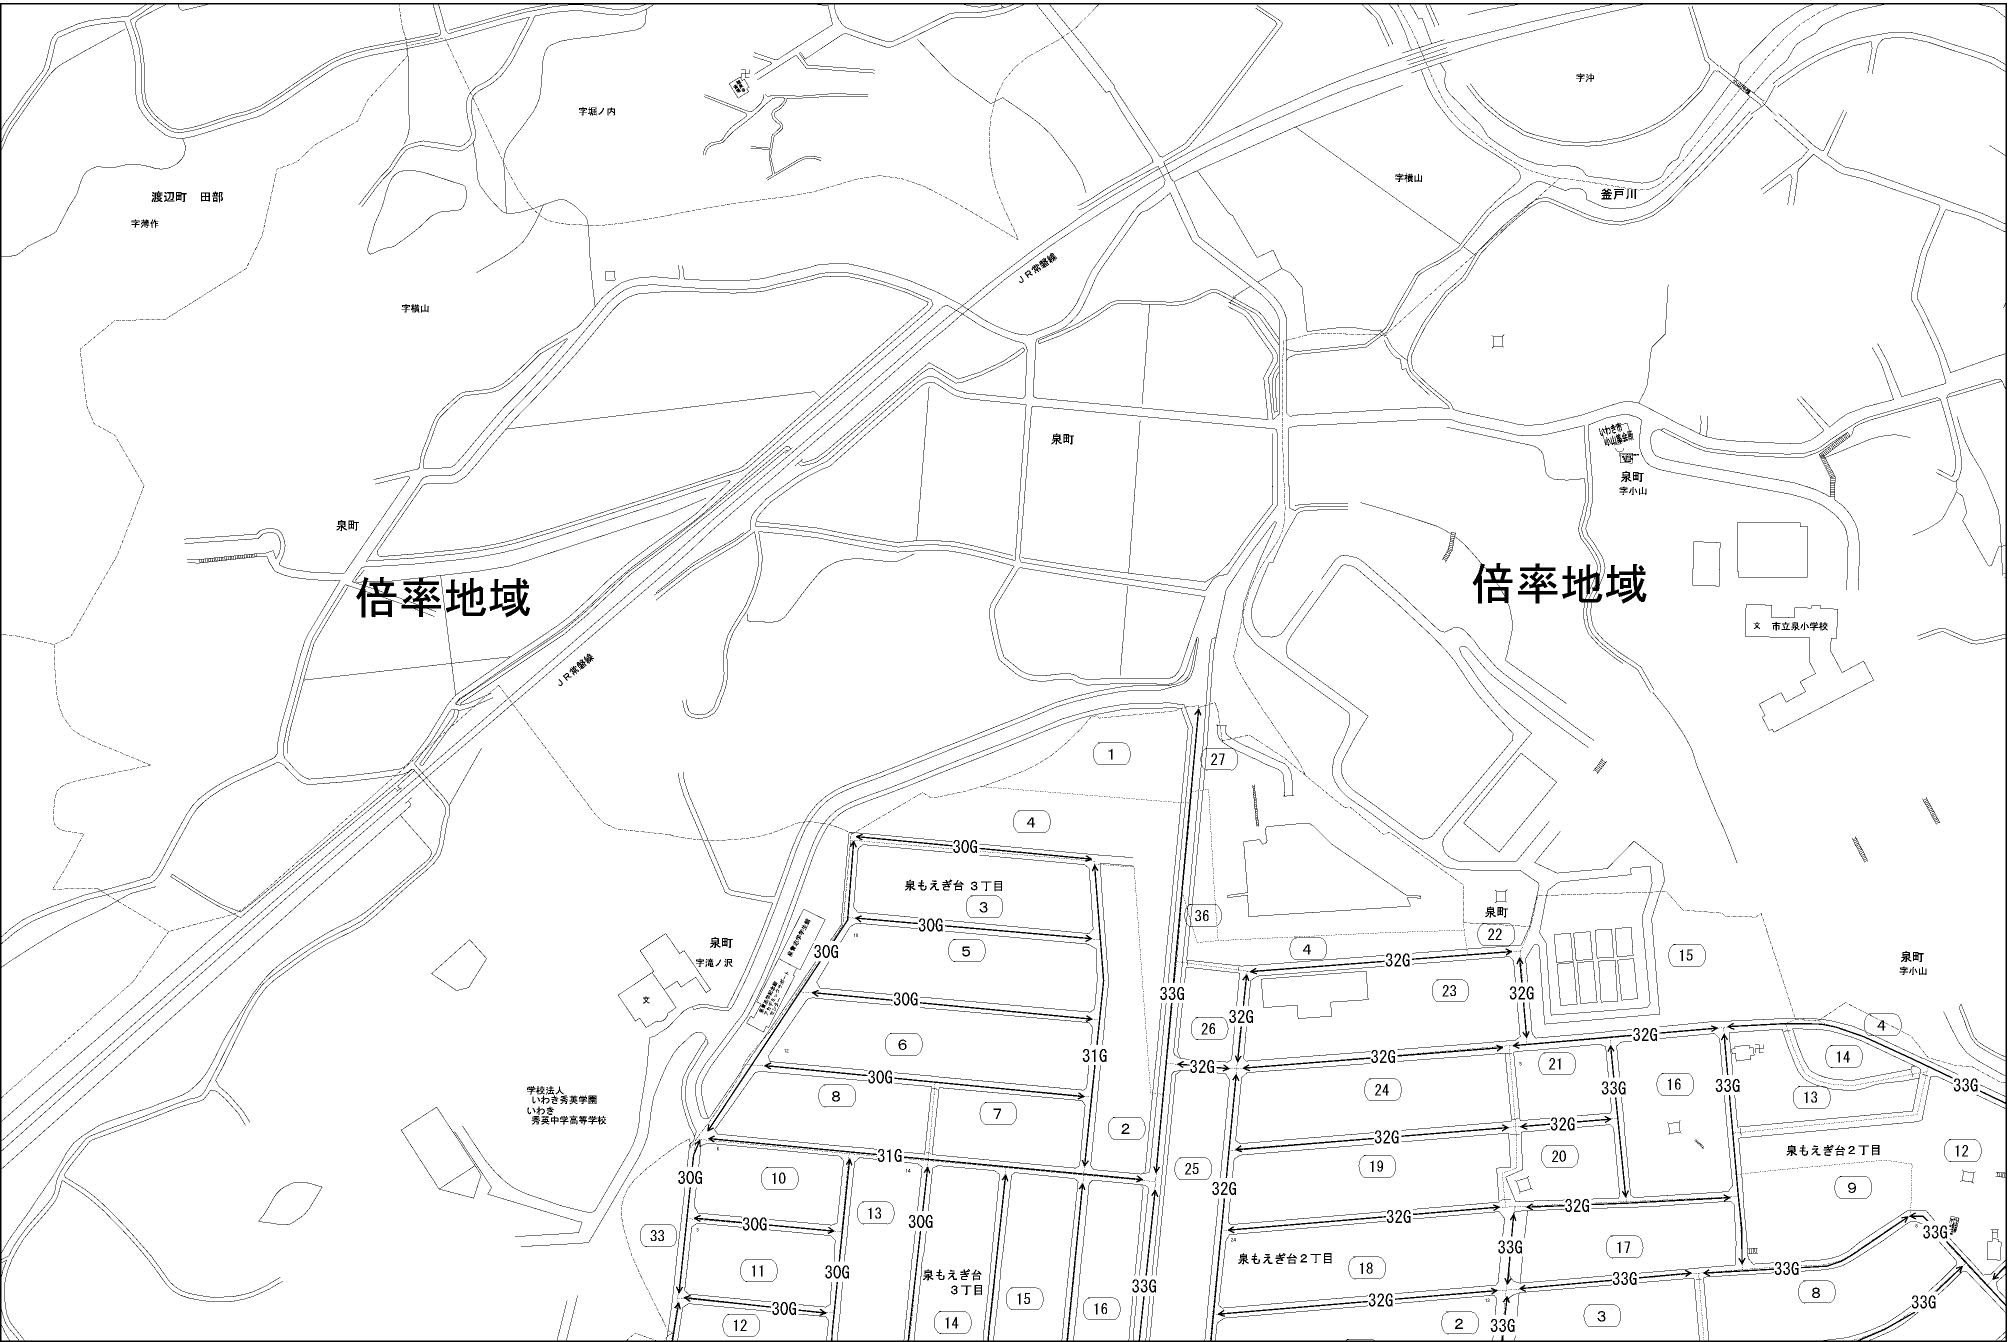 字沖
字堀ノ内
字横山
渡辺町 田部
字薄作
釜戸川
JR常磐線
字横山
泉町
いわき市
小山集会所
泉町
字小山
泉町
倍率地域
倍率地域
文 市立泉小学校
JR常磐線
1
27
4
30G
泉もえぎ台 3丁目
3
36
泉町
30G
22
5
30G
4
32G
15
泉町
字小山
泉町
字滝ノ沢
文
30G
33G
32G
23
32G
26
4
6
31G
32G
21
14
30G
32G
32G
24
33G
16
33G
33G
13
学校法人
いわき秀英学園
いわき
秀英中学高等学校
8
7
2
32G
32G
31G
25
19
20
泉もえぎ台2丁目
12
30G
10
32G
9
13
30G
32G
32G
30G
33
33G
33G
泉もえぎ台2丁目
17
11
30G
泉もえぎ台
3丁目
33G
18
33G
33G
30G
15
16
32G
8
33G
12
14
2
33G
3